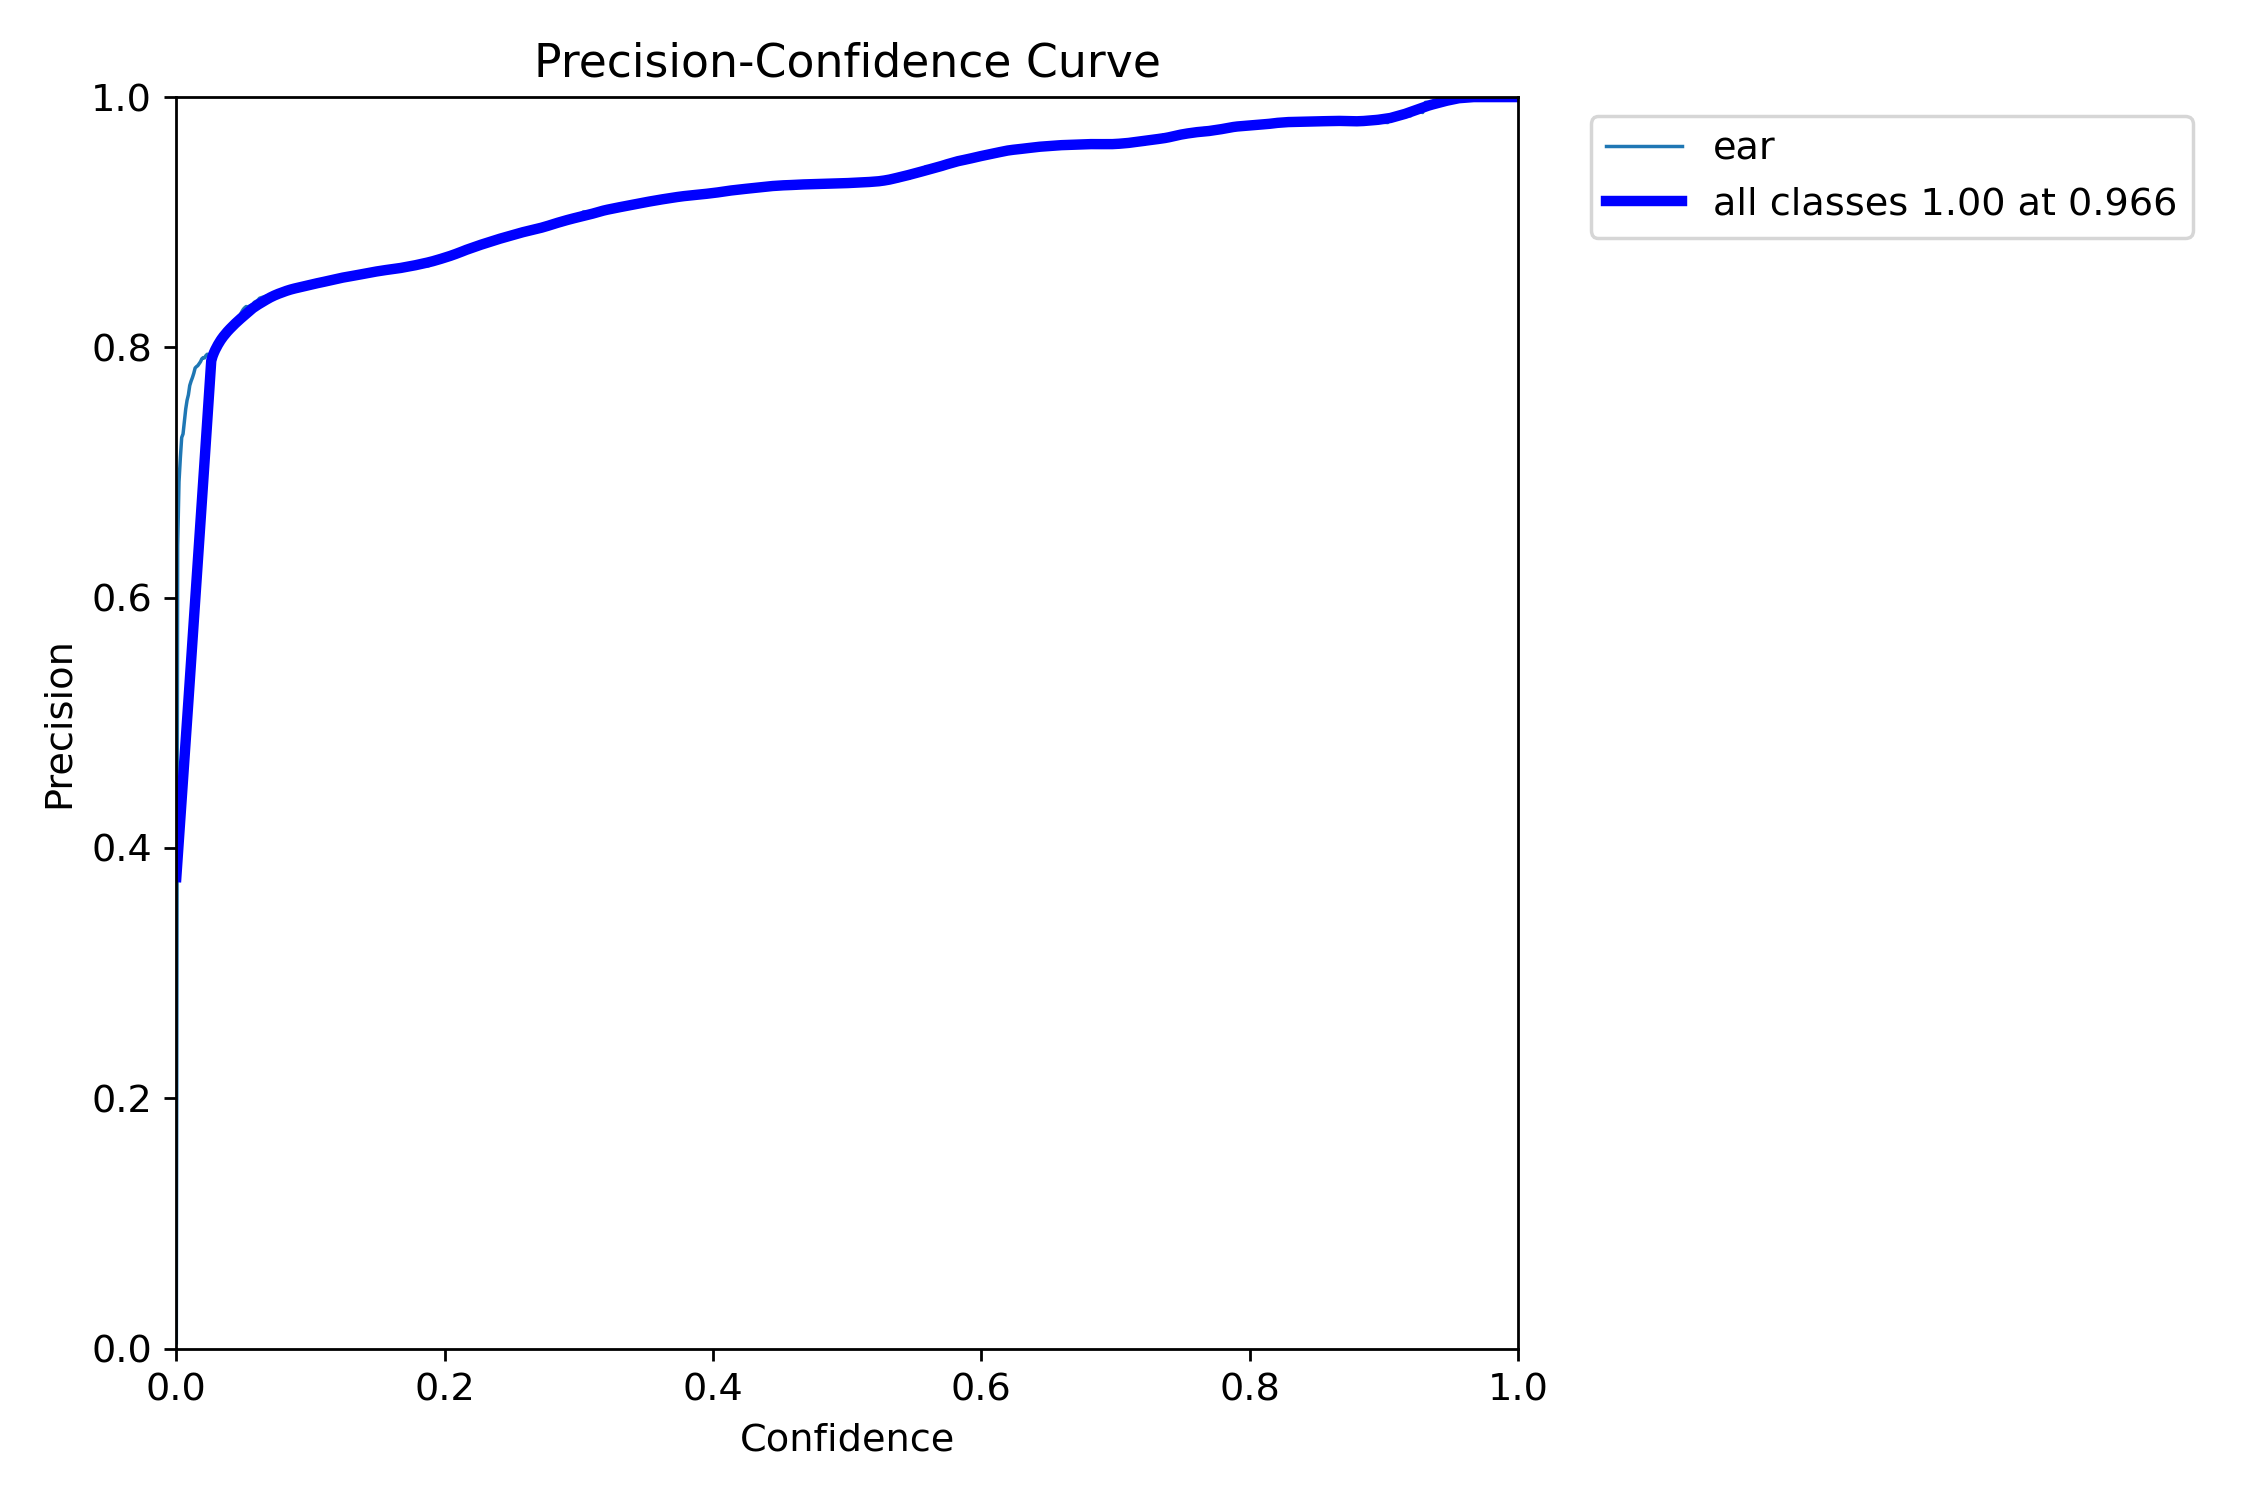 Precision-Confidence Curve
1.0
0.8
0.6
0.4
0.2
0.0
Precision
0.0 0.2 0.4 0.6 0.8 1.0
Confidence
ear
all classes 1.00 at 0.966